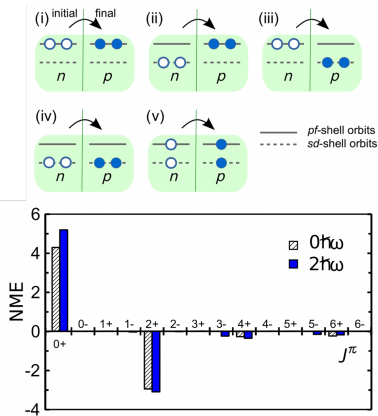 (i) initial final (ii) (iii)
n p n p n p
(iv) (v)
n p n p
pf-shell orbits
sd-shell orbits
6
4
2
0
-2
-4
NME
0ℏω
2ℏω
0+ 0- 1+ 1- 2+ 2- 3+ 3- 4+ 4- 5+ 5- 6+ 6-
J^π